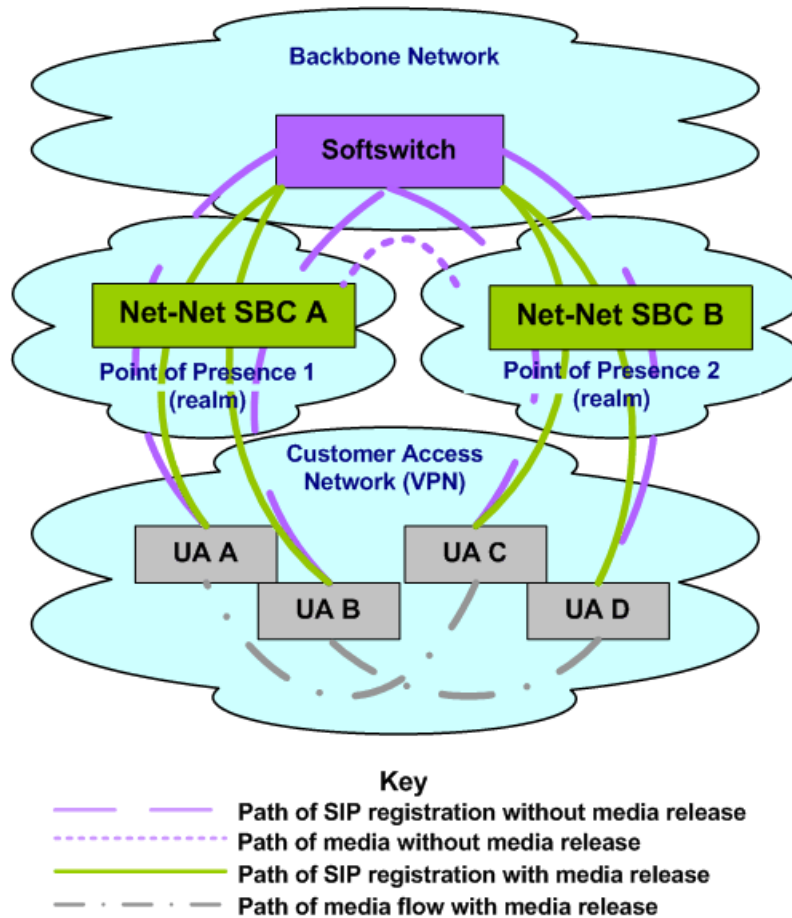 Backbone Network
Softswitch
Net-Net SBC A
Net-Net SBC B
Point of Presence 1
(realm)
Point of Presence 2
(realm)
Customer Access
Network (VPN)
UA A
UA C
UA B
UA D
Key
Path of SIP registration without media release
Path of media without media release
Path of SIP registration with media release
Path of media flow with media release